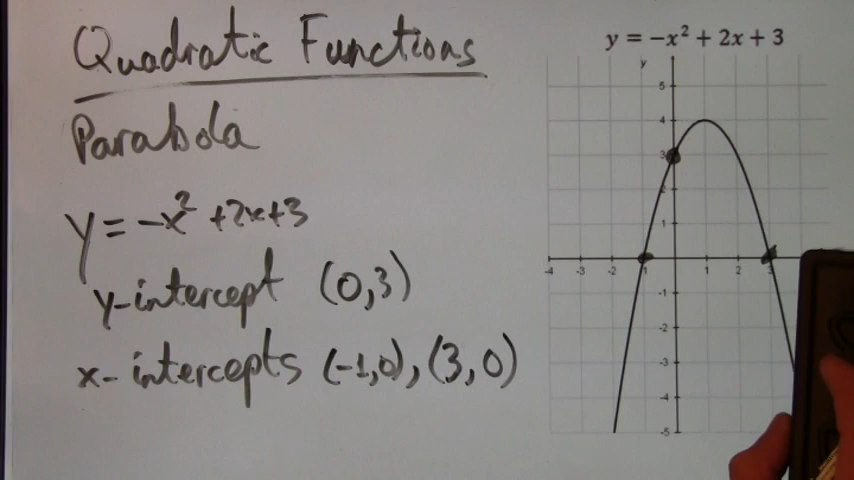 Quadratic Functions
Parabola
y = -x² + 2x + 3
y-intercept (0,3)
x-intercepts (-1,0), (3,0)
y = −x² + 2x + 3
y
5
4
3
2
1
-4 -3 -2 -1 1 2 3
-1
-2
-3
-4
-5